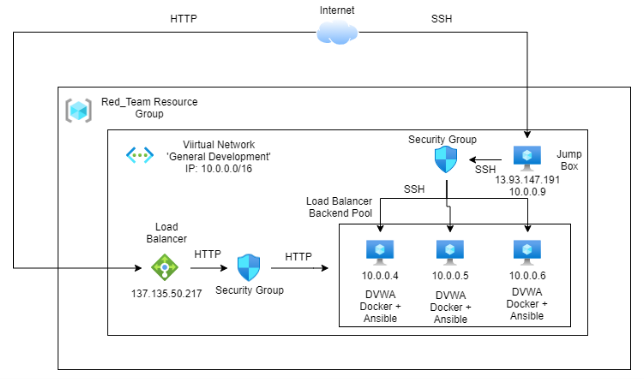 Internet
HTTP
SSH
Red_Team Resource
Group
Viirtual Network
'General Development'
IP: 10.0.0.0/16
Security Group
SSH
Jump
Box
13.93.147.191
10.0.0.9
SSH
Load Balancer
Backend Pool
Load
Balancer
137.135.50.217
HTTP
Security Group
HTTP
10.0.0.4
DVWA
Docker +
Ansible
10.0.0.5
DVWA
Docker +
Ansible
10.0.0.6
DVWA
Docker +
Ansible